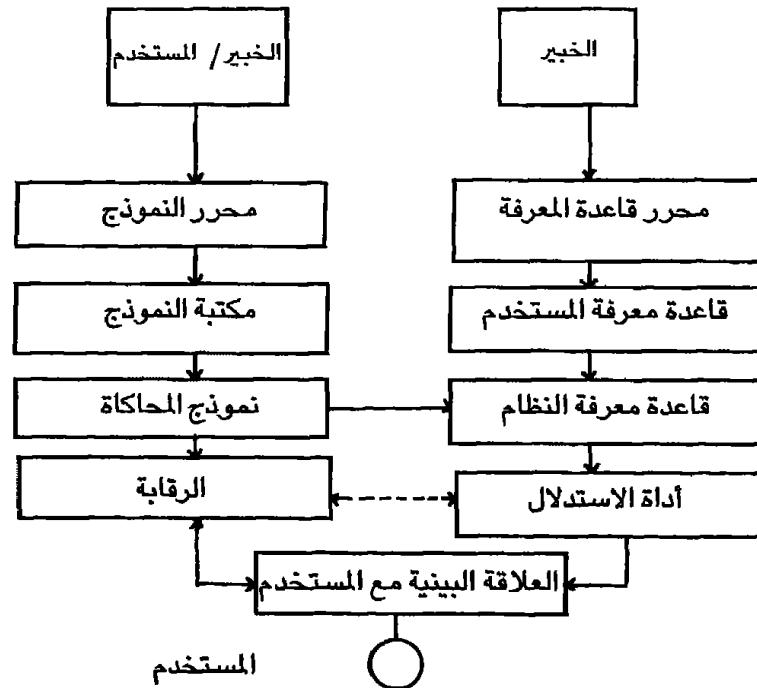 الخبير
الخبير / المستخدم
محرر قاعدة المعرفة
محرر النموذج
قاعدة معرفة المستخدم
مكتبة النموذج
قاعدة معرفة النظام
نموذج المحاكاة
أداة الاستدلال
الرقابة
العلاقة البينية مع المستخدم
المستخدم